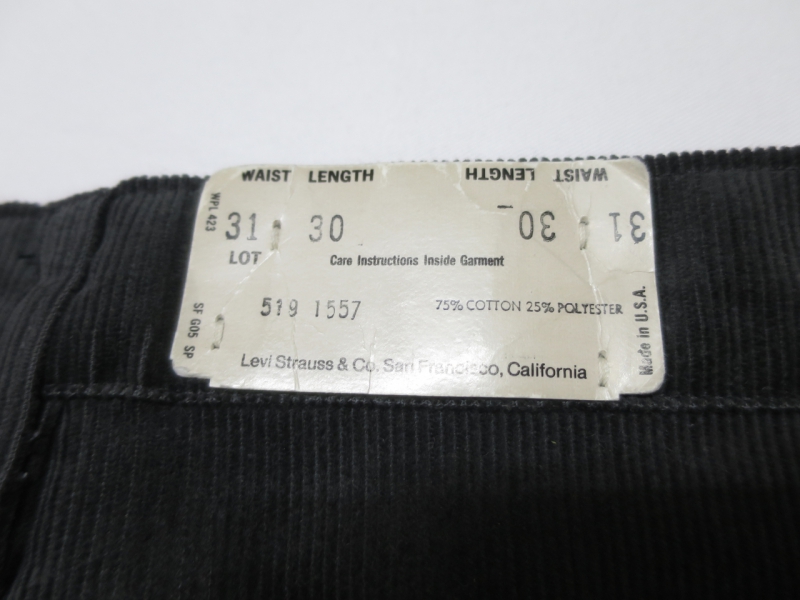 WAIST LENGTH
31 30
LOT
Care Instructions Inside Garment
519 1557
75% COTTON 25% POLYESTER
Levi Strauss & Co. San Francisco, California
WPL 423
SF G05 SP
Made in U.S.A.
WAIST LENGTH
31 30